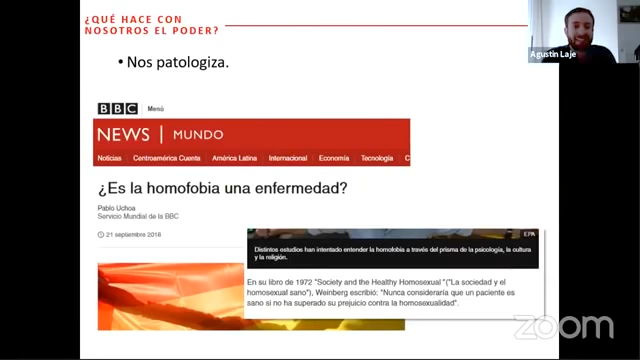 ¿QUÉ HACE CON
NOSOTROS EL PODER?
Agustin Laje
• Nos patologiza.
BBC Menú
NEWS | MUNDO
Noticias Centroamérica Cuenta América Latina Internacional Economía Tecnología C
¿Es la homofobia una enfermedad?
Pablo Uchoa
Servicio Mundial de la BBC
21 septiembre 2018
EPA
Distintos estudios han intentado entender la homofobia a través del prisma de la psicología, la cultura
y la religión.
En su libro de 1972 "Society and the Healthy Homosexual "("La sociedad y el
homosexual sano"), Weinberg escribió: "Nunca consideraría que un paciente es
sano si no ha superado su prejuicio contra la homosexualidad".
zoom